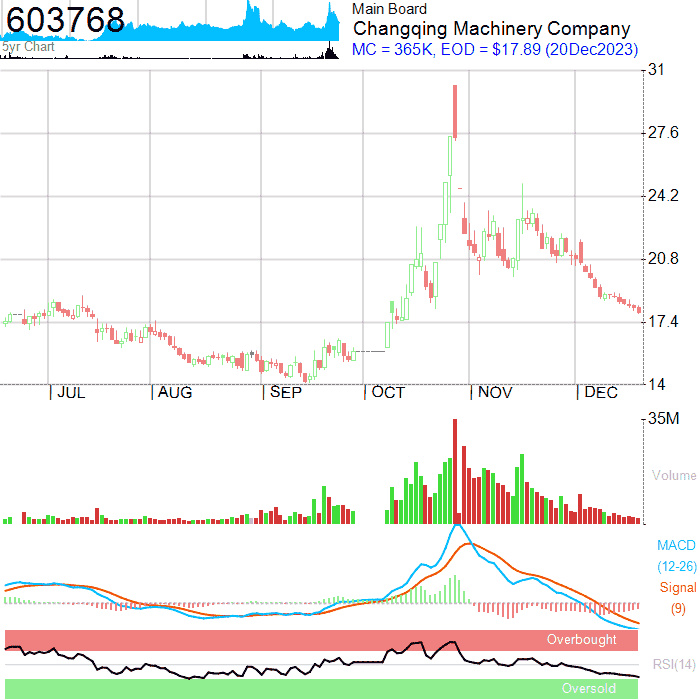 603768
5yr Chart
Main Board
Changqing Machinery Company
MC = 365K, EOD = $17.89 (20Dec2023)
31
27.6
24.2
20.8
17.4
14
JUL
AUG
SEP
OCT
NOV
DEC
35M
Volume
MACD
(12-26)
Signal
(9)
Overbought
RSI(14)
Oversold